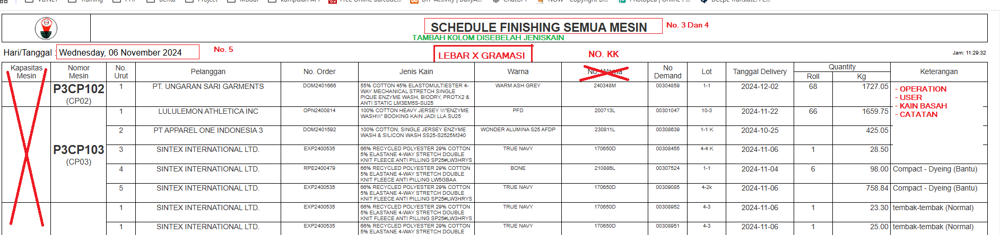 VB.NET Training PHP Berita Project Modul Kumpulan API Free Online Barcode... DIT Activity | DailyA... ChatGPT NOW - Copyright D... Photopea | Online P... DeepL Translate: Fe...
SCHEDULE FINISHING SEMUA MESIN No. 3 Dan 4
TAMBAH KOLOM DISEBELAH JENISKAIN
Hari/Tanggal : Wednesday, 06 November 2024 No. 5 LEBAR X GRAMASI NO. KK Jam: 11:29:32
Kapasitas Mesin Nomor Mesin No. Urut Pelanggan No. Order Jenis Kain Warna No. Warna No Demand Lot Tanggal Delivery Quantity Roll Kg Keterangan
P3CP102 (CP02) 1 PT. UNGARAN SARI GARMENTS DOM2401666 55% COTTON 45% ELASTOMULTIESTER 4-
WAY MECHANICAL STRETCH SINGLE
PIQUE ENZYME WASH, BIODRY, PROTX2 &
ANTI STATIC LM3EM5S-SU25
WARM ASH GREY 240348M 00304859 1-1 2024-12-02 68 1727.05
- OPERATION
- USER
- KAIN BASAH
- CATATAN
P3CP103 (CP03)
1 LULULEMON ATHLETICA INC OPN2400814 100% COTTON HEAVY JERSEY \\\"ENZYME
WASH\\\" BOOKING KAIN JADI LLA SU25
PFD 200713L 00301047 10-3 2024-11-22 66 1659.75
2 PT APPAREL ONE INDONESIA 3 DOM2401592 100% COTTON, SINGLE JERSEY ENZYME
WASH & SILICON WASH SS25-S2525M340
WONDER ALUMINA S25 AFDP 230811L 00308639 1-1 K 2024-10-25 425.05
3 SINTEX INTERNATIONAL LTD. EXP2400535 66% RECYCLED POLYESTER 29% COTTON
5% ELASTANE 4-WAY STRETCH DOUBLE
KNIT FLEECE ANTI PILLING SP25#LW3HRYS
TRUE NAVY 170650D 00308455 4-4 K 2024-11-06 1 28.50
4 SINTEX INTERNATIONAL LTD. RPE2400479 66% RECYCLED POLYESTER 29% COTTON
5% ELASTANE 4-WAY STRETCH DOUBLE
KNIT FLEECE ANTI PILLING LW5GBAA
BONE 210886L 00307524 1-1 2024-11-04 6 98.00 Compact - Dyeing (Bantu)
5 SINTEX INTERNATIONAL LTD. EXP2400535 66% RECYCLED POLYESTER 29% COTTON
5% ELASTANE 4-WAY STRETCH DOUBLE
KNIT FLEECE ANTI PILLING SP25#LW3HRYS
TRUE NAVY 170650D 00309085 4-2k 2024-11-06 758.84 Compact - Dyeing (Bantu)
1 SINTEX INTERNATIONAL LTD. EXP2400535 66% RECYCLED POLYESTER 29% COTTON
5% ELASTANE 4-WAY STRETCH DOUBLE
KNIT FLEECE ANTI PILLING SP25#LW3HRYS
TRUE NAVY 170650D 00308952 4-3 2024-11-06 1 23.30 tembak-tembak (Normal)
1 SINTEX INTERNATIONAL LTD. EXP2400535 66% RECYCLED POLYESTER 29% COTTON
5% ELASTANE 4-WAY STRETCH DOUBLE
TRUE NAVY 170650D 00308951 4-3 2024-11-06 1 25.00 tembak-tembak (Normal)